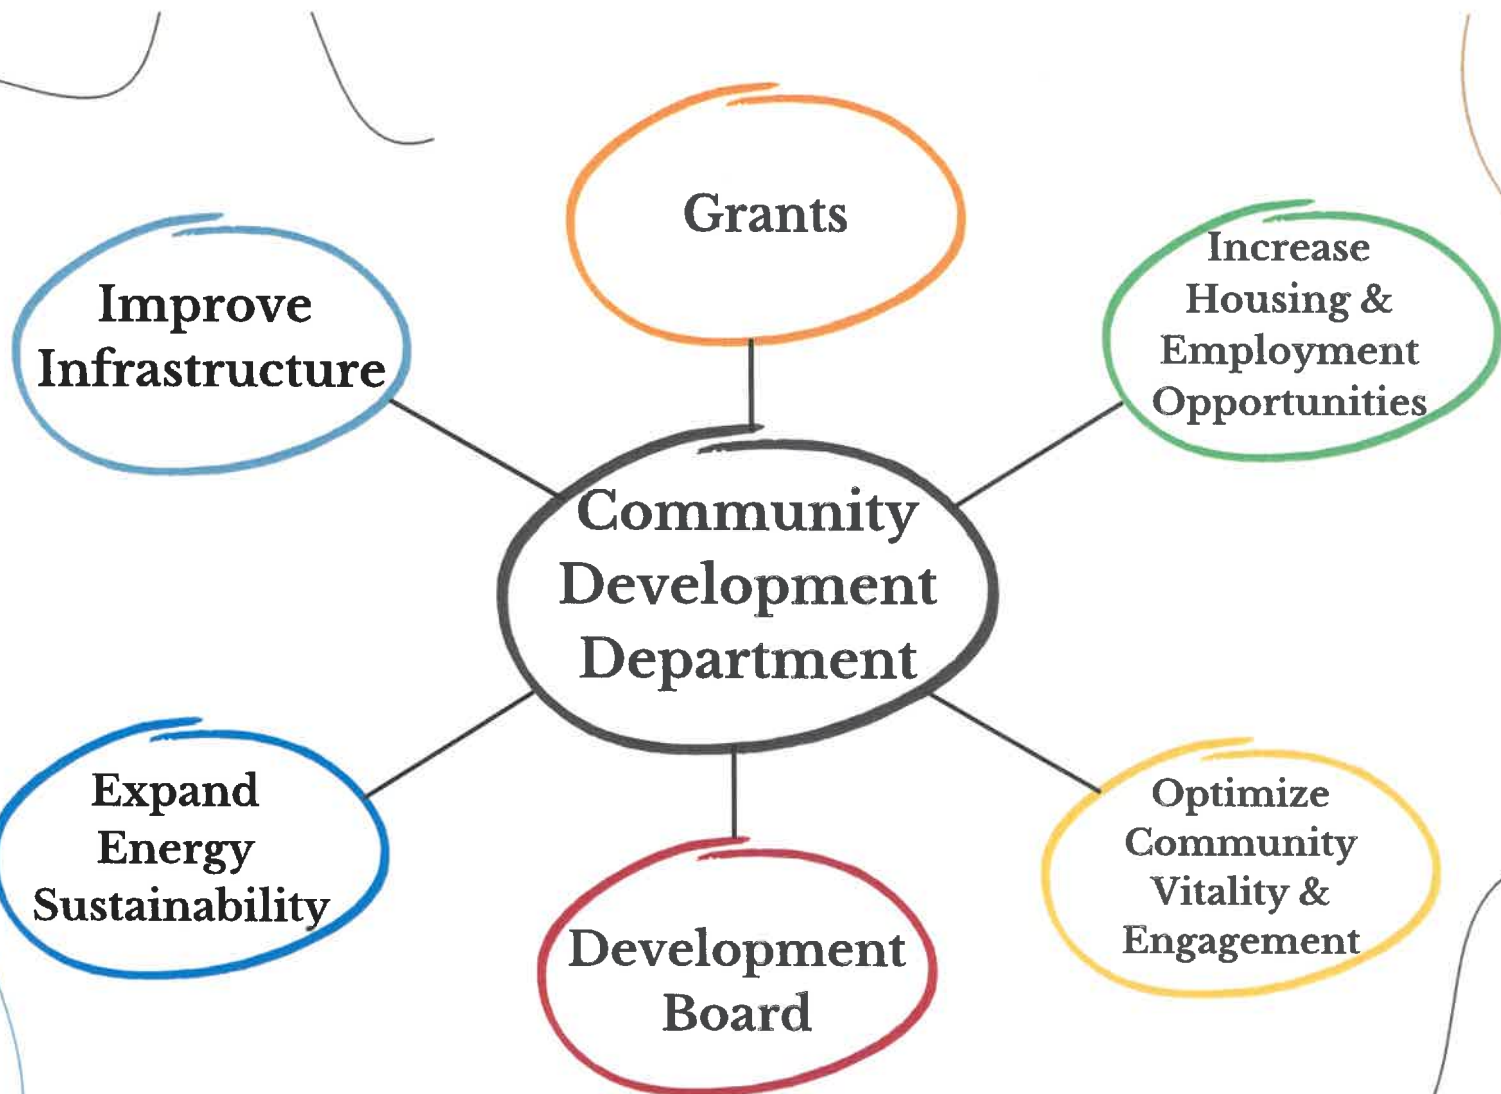 Grants
Improve
Infrastructure
Increase
Housing &
Employment
Opportunities
Community
Development
Department
Expand
Energy
Sustainability
Optimize
Community
Vitality &
Engagement
Development
Board